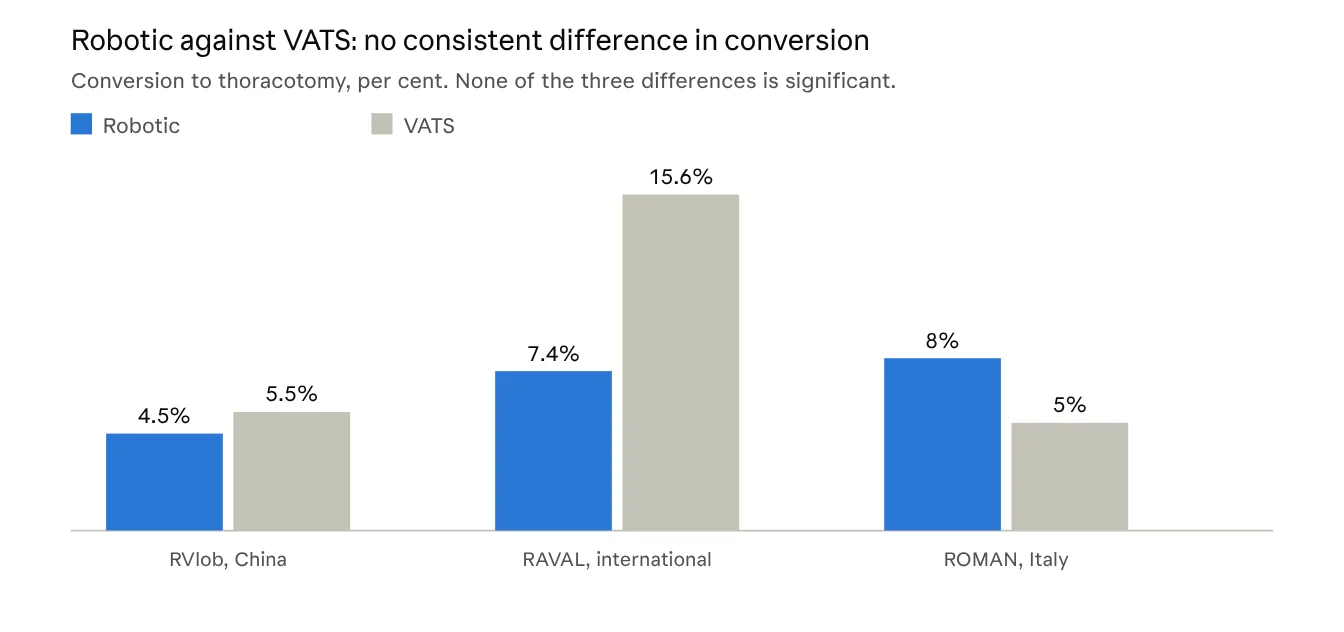 Robotic against VATS: no consistent difference in conversion
Conversion to thoracotomy, per cent. None of the three differences is significant.
Robotic VATS
15.6%
7.4% 8%
4.5% 5.5% 5%
RVlob, China RAVAL, international ROMAN, Italy